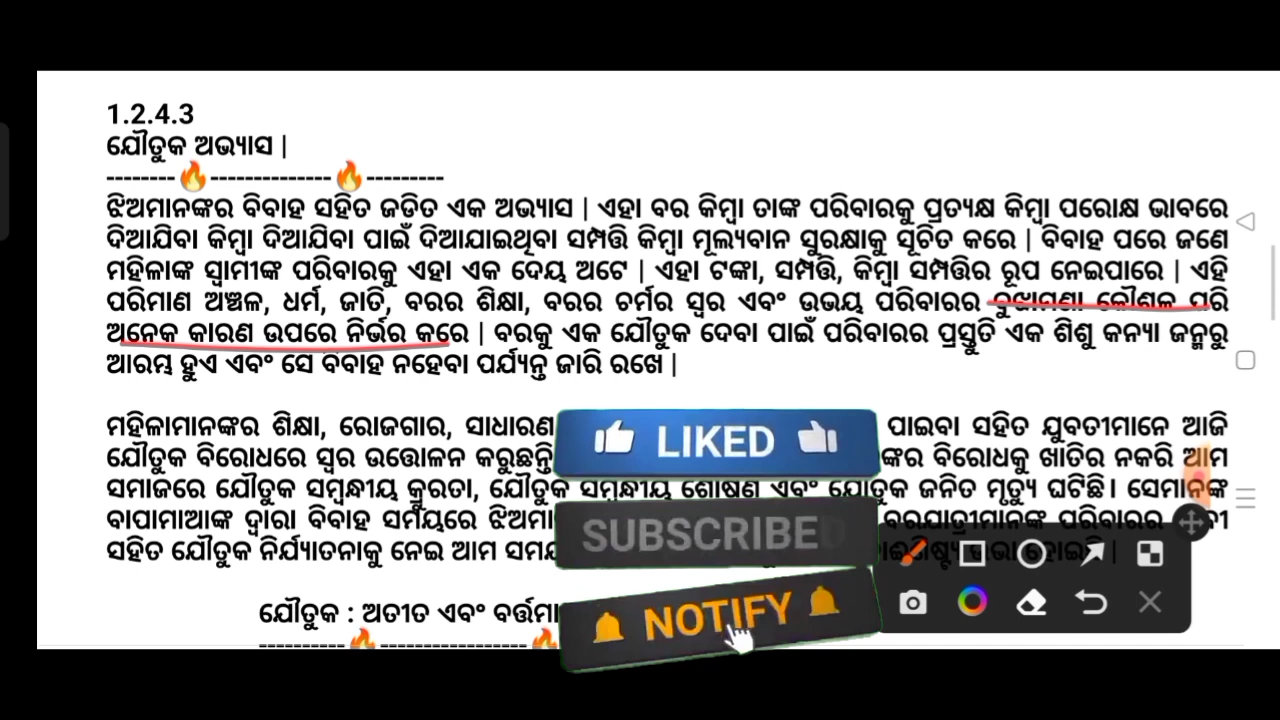 1.2.4.3
ଯୌତୁକ ଅଭ୍ୟାସ |
--------🔥--------------🔥---------
ଝିଅମାନଙ୍କର ବିବାହ ସହିତ ଜଡିତ ଏକ ଅଭ୍ୟାସ | ଏହା ବର କିମ୍ବା ତାଙ୍କ ପରିବାରକୁ ପ୍ରତ୍ୟକ୍ଷ କିମ୍ବା ପରୋକ୍ଷ ଭାବରେ
ଦିଆଯିବା କିମ୍ବା ଦିଆଯିବା ପାଇଁ ଦିଆଯାଇଥିବା ସମ୍ପତ୍ତି କିମ୍ବା ମୂଲ୍ୟବାନ ସୁରକ୍ଷାକୁ ସୂଚିତ କରେ | ବିବାହ ପରେ ଜଣେ
ମହିଳାଙ୍କ ସ୍ୱାମୀଙ୍କ ପରିବାରକୁ ଏହା ଏକ ଦେୟ ଅଟେ | ଏହା ଟଙ୍କା, ସମ୍ପତ୍ତି, କିମ୍ବା ସମ୍ପତ୍ତିର ରୂପ ନେଇପାରେ | ଏହି
ପରିମାଣ ଅଞ୍ଚଳ, ଧର୍ମ, ଜାତି, ବରର ଶିକ୍ଷା, ବରର ଚର୍ମର ସ୍ୱର ଏବଂ ଉଭୟ ପରିବାରର ବୁଝାମଣା କୌଶଳ ପରି
ଅନେକ କାରଣ ଉପରେ ନିର୍ଭର କରେ | ବରକୁ ଏକ ଯୌତୁକ ଦେବା ପାଇଁ ପରିବାରର ପ୍ରସ୍ତୁତି ଏକ ଶିଶୁ କନ୍ୟା ଜନ୍ମରୁ
ଆରମ୍ଭ ହୁଏ ଏବଂ ସେ ବିବାହ ନହେବା ପର୍ଯ୍ୟନ୍ତ ଜାରି ରଖେ |
ମହିଳାମାନଙ୍କର ଶିକ୍ଷା, ରୋଜଗାର, ସାଧାରଣ ପାଇବା ସହିତ ଯୁବତୀମାନେ ଆଜି
ଯୌତୁକ ବିରୋଧରେ ସ୍ୱର ଉତ୍ତୋଳନ କରୁଛନ୍ତି ଙ୍କର ବିରୋଧକୁ ଖାତିର ନକରି ଆମ
ସମାଜରେ ଯୌତୁକ ସମ୍ବନ୍ଧୀୟ କ୍ରୁରତା, ଯୌତୁକ ସମ୍ବନ୍ଧୀୟ ଶୋଷଣ ଏବଂ ଯୌତୁକ ଜନିତ ମୃତ୍ୟୁ ଘଟିଛି। ସେମାନଙ୍କ
ବାପାମାଆଙ୍କ ଦ୍ୱାରା ବିବାହ ସମୟରେ ଝିଅମା ବରଯାତ୍ରୀମାନଙ୍କ ପରିବାରର
ସହିତ ଯୌତୁକ ନିର୍ଯ୍ୟାତନାକୁ ନେଇ ଆମ
ଯୌତୁକ : ଅତୀତ ଏବଂ ବର୍ତ୍ତମା
----------🔥-----------------🔥
LIKED
SUBSCRIBED
NOTIFY